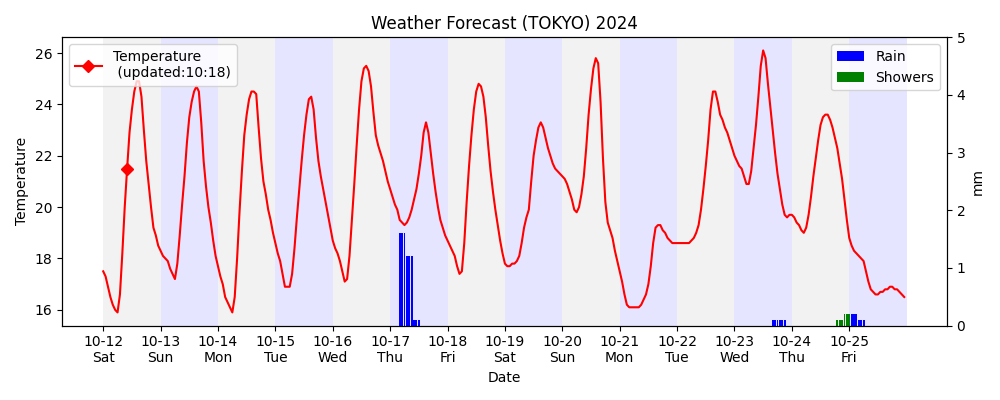 Weather Forecast (TOKYO) 2024
Temperature
(updated:10:18)
Rain
Showers
Temperature
26
24
22
20
18
16
5
4
3
2
1
0
mm
10-12 10-13 10-14 10-15 10-16 10-17 10-18 10-19 10-20 10-21 10-22 10-23 10-24 10-25
Sat Sun Mon Tue Wed Thu Fri Sat Sun Mon Tue Wed Thu Fri
Date